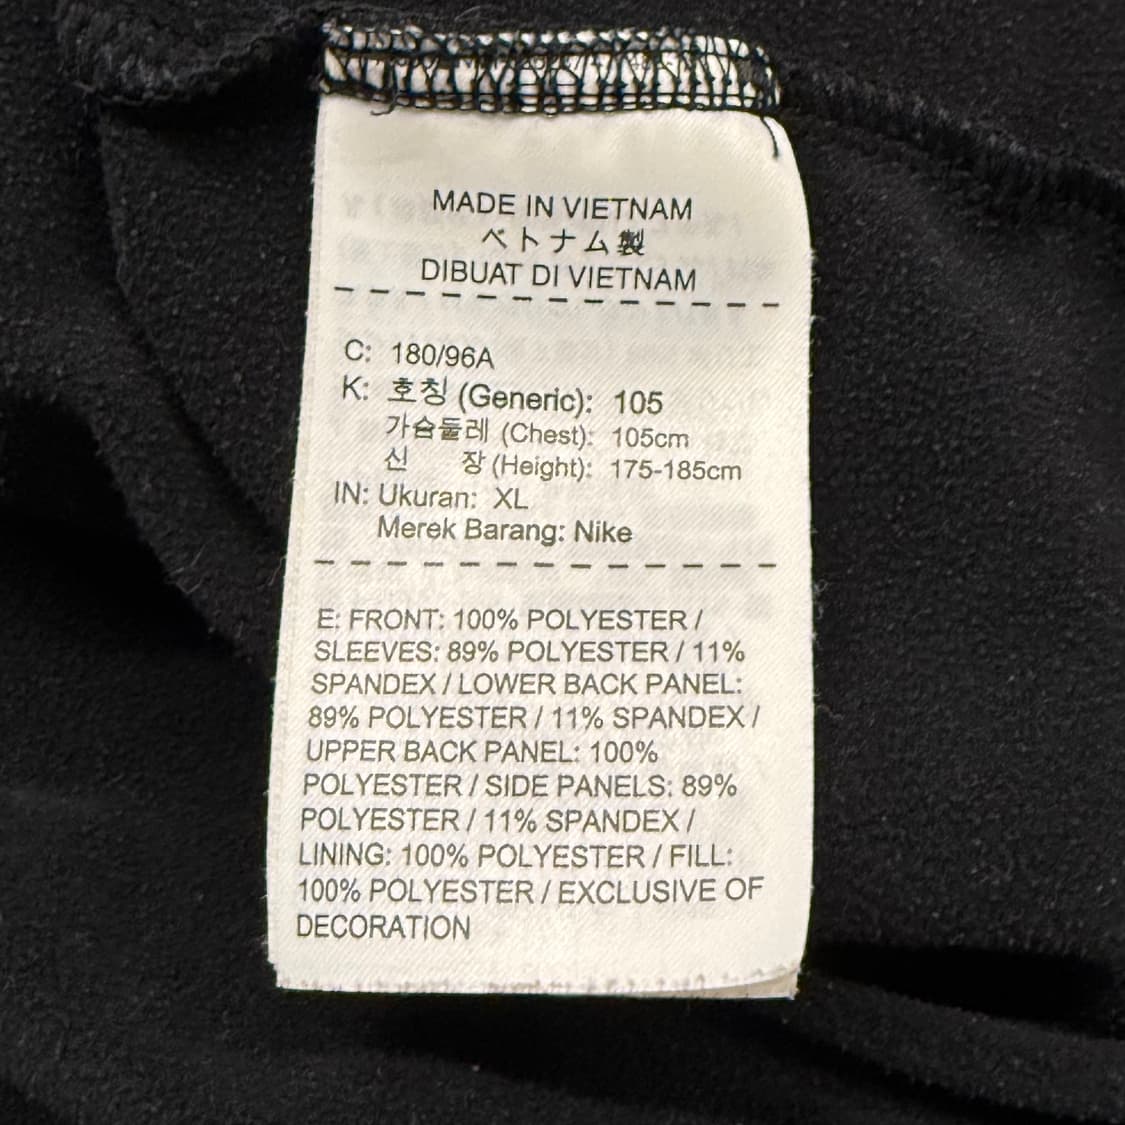 MADE IN VIETNAM
ベトナム製
DIBUAT DI VIETNAM
C: 180/96A
K: 호칭 (Generic): 105
가슴둘레 (Chest): 105cm
신 장 (Height): 175-185cm
IN: Ukuran: XL
Merek Barang: Nike
E: FRONT: 100% POLYESTER /
SLEEVES: 89% POLYESTER / 11%
SPANDEX / LOWER BACK PANEL:
89% POLYESTER / 11% SPANDEX /
UPPER BACK PANEL: 100%
POLYESTER / SIDE PANELS: 89%
POLYESTER / 11% SPANDEX /
LINING: 100% POLYESTER / FILL:
100% POLYESTER / EXCLUSIVE OF
DECORATION